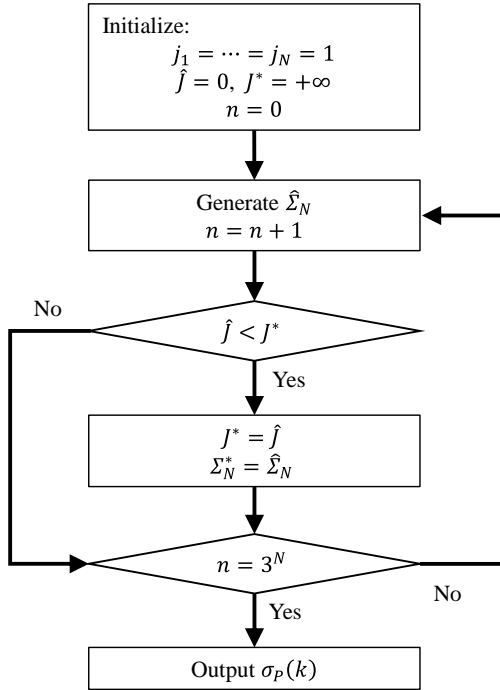 Initialize:
j₁ = ⋯ = j_N = 1
Ĵ = 0, J* = +∞
n = 0
Generate Σ̂_N
n = n + 1
No
Ĵ < J*
Yes
J* = Ĵ
Σ*_N = Σ̂_N
n = 3^N
No
Yes
Output σ_P(k)